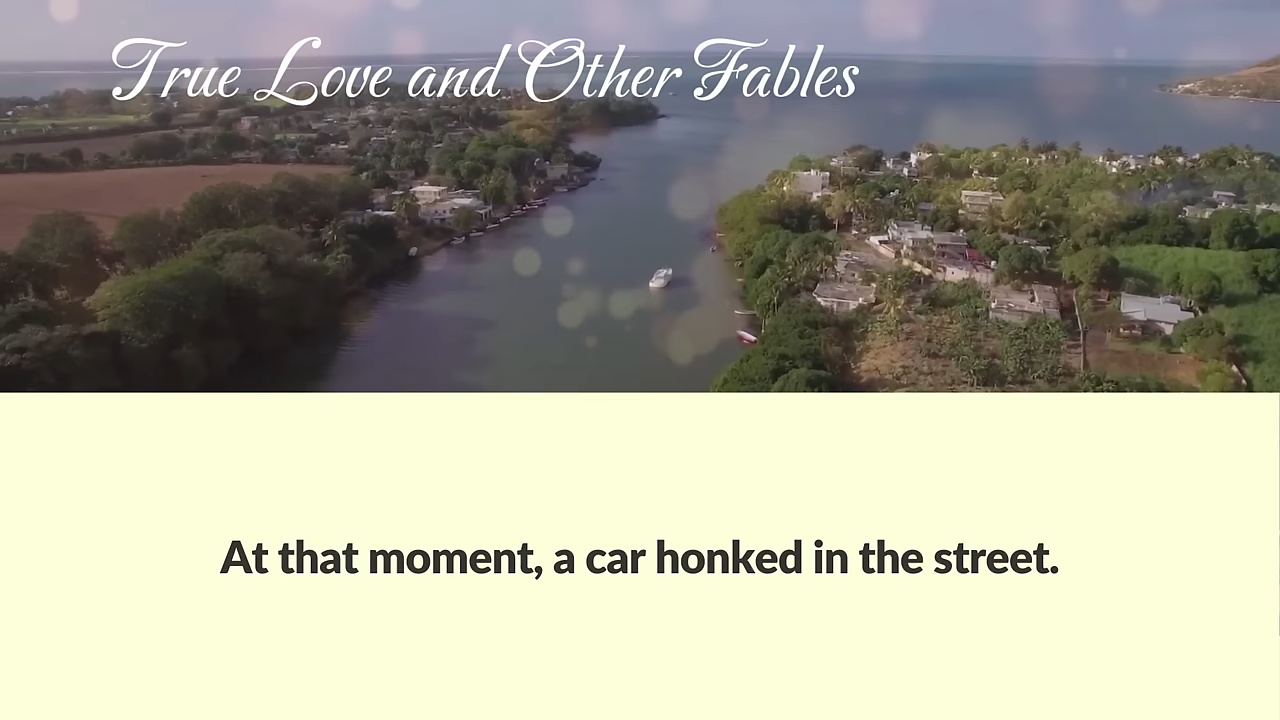 True Love and Other Fables
At that moment, a car honked in the street.